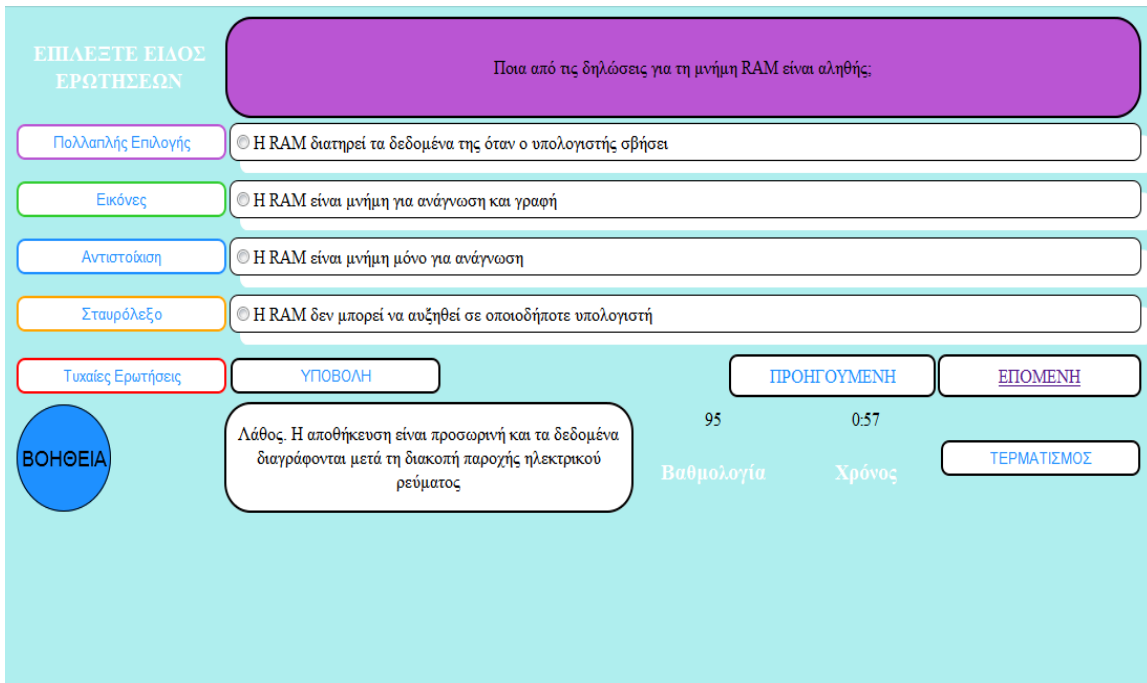 ΕΠΙΛΕΞΤΕ ΕΙΔΟΣ
ΕΡΩΤΗΣΕΩΝ
Ποια από τις δηλώσεις για τη μνήμη RAM είναι αληθής;
Πολλαπλής Επιλογής
Η RAM διατηρεί τα δεδομένα της όταν ο υπολογιστής σβήσει
Εικόνες
Η RAM είναι μνήμη για ανάγνωση και γραφή
Αντιστοίχιση
Η RAM είναι μνήμη μόνο για ανάγνωση
Σταυρόλεξο
Η RAM δεν μπορεί να αυξηθεί σε οποιοδήποτε υπολογιστή
Τυχαίες Ερωτήσεις
ΥΠΟΒΟΛΗ
ΠΡΟΗΓΟΥΜΕΝΗ
ΕΠΟΜΕΝΗ
ΒΟΗΘΕΙΑ
Λάθος. Η αποθήκευση είναι προσωρινή και τα δεδομένα
διαγράφονται μετά τη διακοπή παροχής ηλεκτρικού
ρεύματος
95
0:57
Βαθμολογία
Χρόνος
ΤΕΡΜΑΤΙΣΜΟΣ